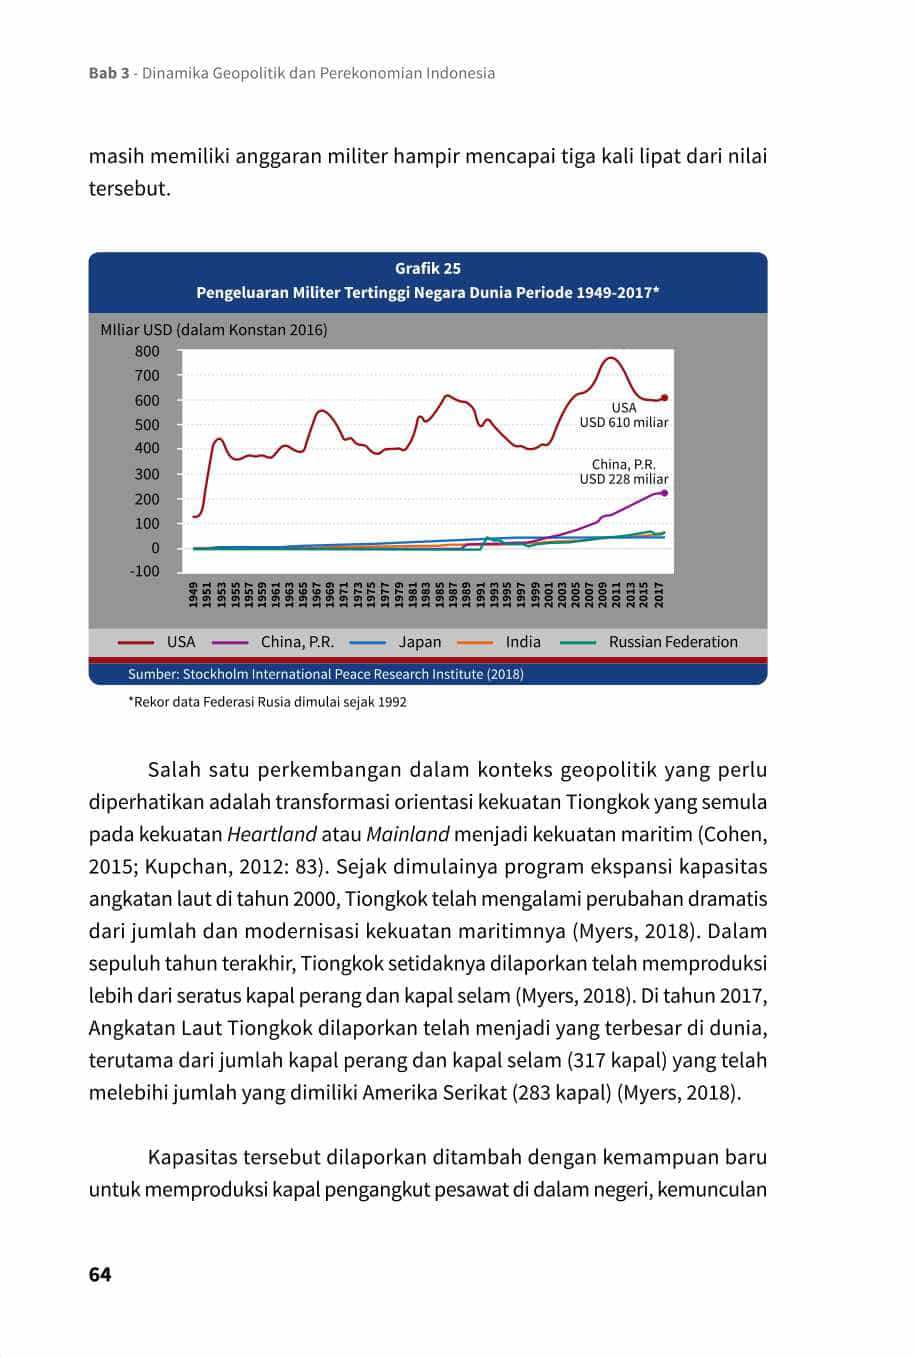 Bab 3 - Dinamika Geopolitik dan Perekonomian Indonesia
masih memiliki anggaran militer hampir mencapai tiga kali lipat dari nilai
tersebut.
Grafik 25
Pengeluaran Militer Tertinggi Negara Dunia Periode 1949-2017*
MIliar USD (dalam Konstan 2016)
800
700
600
500
400
300
200
100
0
-100
USA
USD 610 miliar
China, P.R.
USD 228 miliar
1949 1951 1953 1955 1957 1959 1961 1963 1965 1967 1969 1971 1973 1975 1977 1979 1981 1983 1985 1987 1989 1991 1993 1995 1997 1999 2001 2003 2005 2007 2009 2011 2013 2015 2017
USA China, P.R. Japan India Russian Federation
Sumber: Stockholm International Peace Research Institute (2018)
*Rekor data Federasi Rusia dimulai sejak 1992
Salah satu perkembangan dalam konteks geopolitik yang perlu
diperhatikan adalah transformasi orientasi kekuatan Tiongkok yang semula
pada kekuatan Heartland atau Mainland menjadi kekuatan maritim (Cohen,
2015; Kupchan, 2012: 83). Sejak dimulainya program ekspansi kapasitas
angkatan laut di tahun 2000, Tiongkok telah mengalami perubahan dramatis
dari jumlah dan modernisasi kekuatan maritimnya (Myers, 2018). Dalam
sepuluh tahun terakhir, Tiongkok setidaknya dilaporkan telah memproduksi
lebih dari seratus kapal perang dan kapal selam (Myers, 2018). Di tahun 2017,
Angkatan Laut Tiongkok dilaporkan telah menjadi yang terbesar di dunia,
terutama dari jumlah kapal perang dan kapal selam (317 kapal) yang telah
melebihi jumlah yang dimiliki Amerika Serikat (283 kapal) (Myers, 2018).
Kapasitas tersebut dilaporkan ditambah dengan kemampuan baru
untuk memproduksi kapal pengangkut pesawat di dalam negeri, kemunculan
64